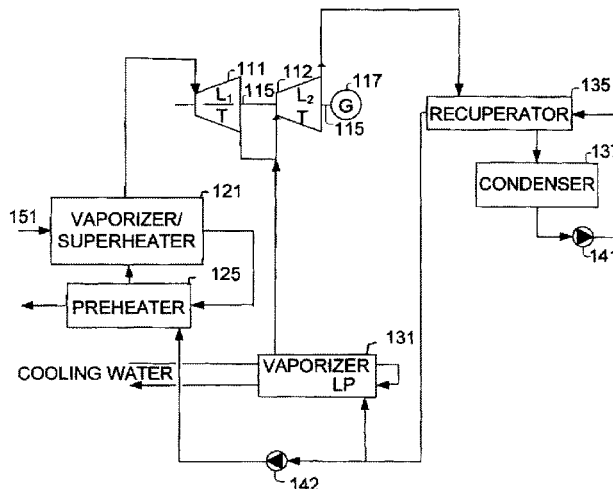 111
115
112
117
L1
T
L2
T
G
115
135
RECUPERATOR
137
CONDENSER
141
121
151
VAPORIZER/
SUPERHEATER
125
PREHEATER
131
COOLING WATER
VAPORIZER
LP
142